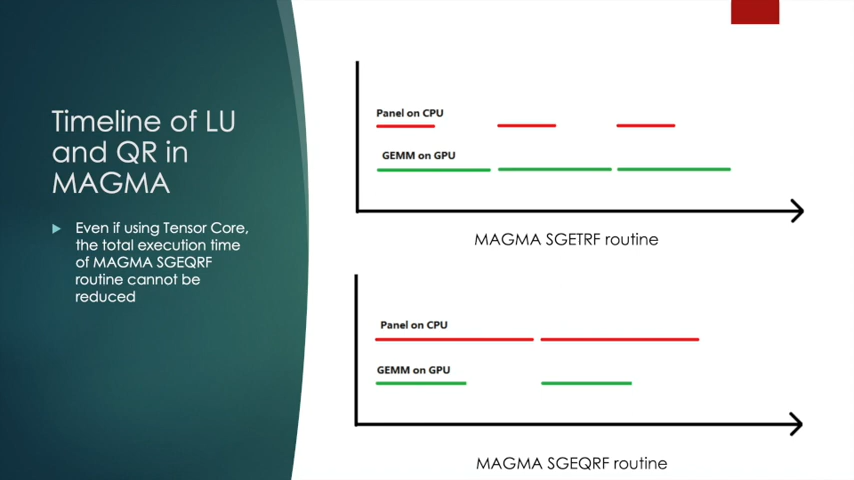 Timeline of LU
and QR in
MAGMA
Even if using Tensor Core,
the total execution time
of MAGMA SGEQRF
routine cannot be
reduced
Panel on CPU
GEMM on GPU
MAGMA SGETRF routine
Panel on CPU
GEMM on GPU
MAGMA SGEQRF routine